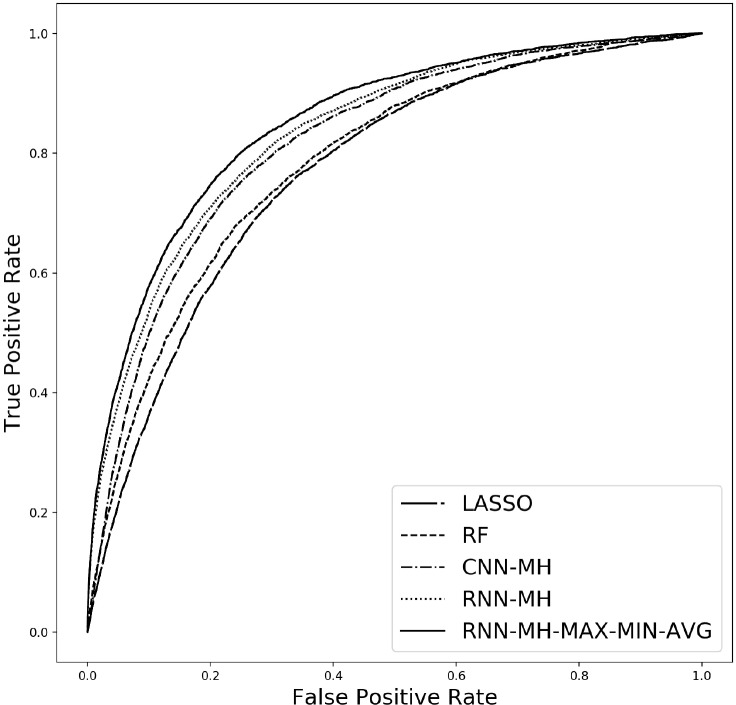 1.0
0.8
0.6
0.4
0.2
0.0
True Positive Rate
LASSO
RF
CNN-MH
RNN-MH
RNN-MH-MAX-MIN-AVG
0.0 0.2 0.4 0.6 0.8 1.0
False Positive Rate